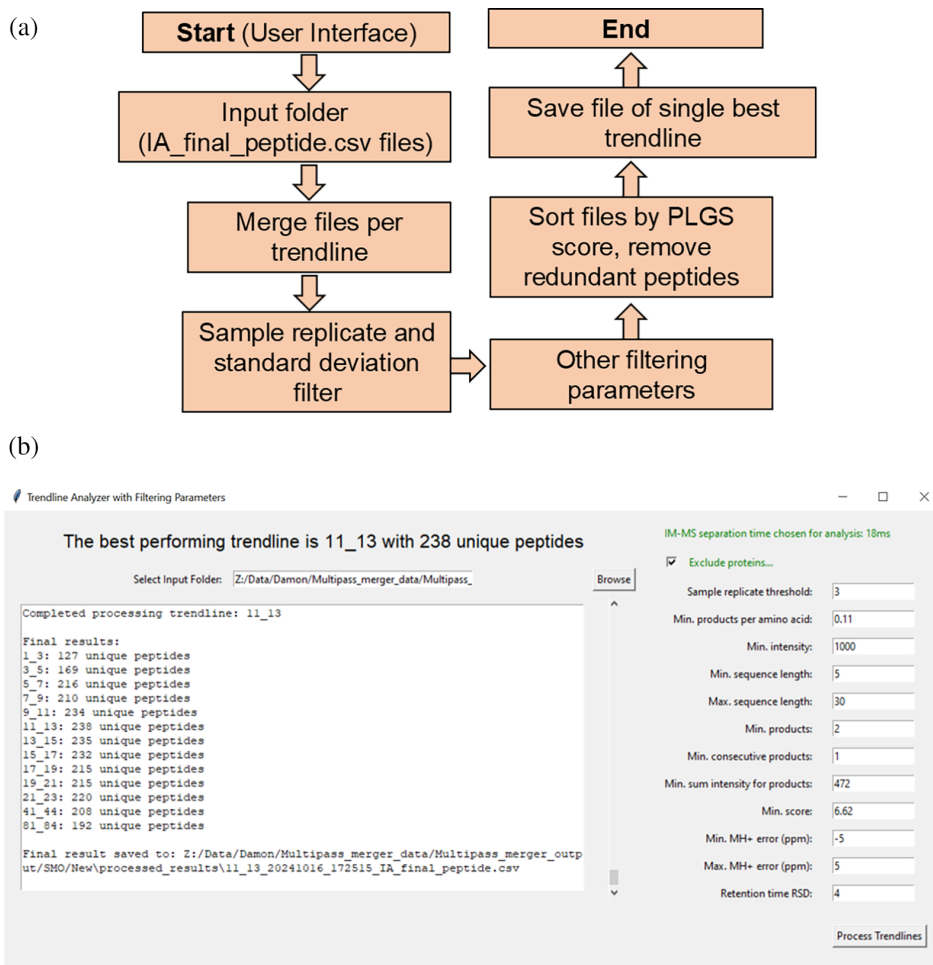 (a)
Start (User Interface)
Input folder
(IA_final_peptide.csv files)
Merge files per
trendline
Sample replicate and
standard deviation
filter
Other filtering
parameters
Sort files by PLGS
score, remove
redundant peptides
Save file of single best
trendline
End
(b)
Trendline Analyzer with Filtering Parameters
The best performing trendline is 11_13 with 238 unique peptides
Select Input Folder: Z:/Data/Damon/Multipass_merger_data/Multipass_ Browse
Completed processing trendline: 11_13
Final results:
1_3: 127 unique peptides
3_5: 169 unique peptides
5_7: 216 unique peptides
7_9: 210 unique peptides
9_11: 234 unique peptides
11_13: 238 unique peptides
13_15: 235 unique peptides
15_17: 232 unique peptides
17_19: 215 unique peptides
19_21: 215 unique peptides
21_23: 220 unique peptides
41_44: 208 unique peptides
81_84: 192 unique peptides
Final result saved to: Z:/Data/Damon/Multipass_merger_data/Multipass_merger_outp
ut/SMO/New\processed_results\11_13_20241016_172515_IA_final_peptide.csv
IM-MS separation time chosen for analysis: 18ms
Exclude proteins...
Sample replicate threshold: 3
Min. products per amino acid: 0.11
Min. intensity: 1000
Min. sequence length: 5
Max. sequence length: 30
Min. products: 2
Min. consecutive products: 1
Min. sum intensity for products: 472
Min. score: 6.62
Min. MH+ error (ppm): -5
Max. MH+ error (ppm): 5
Retention time RSD: 4
Process Trendlines